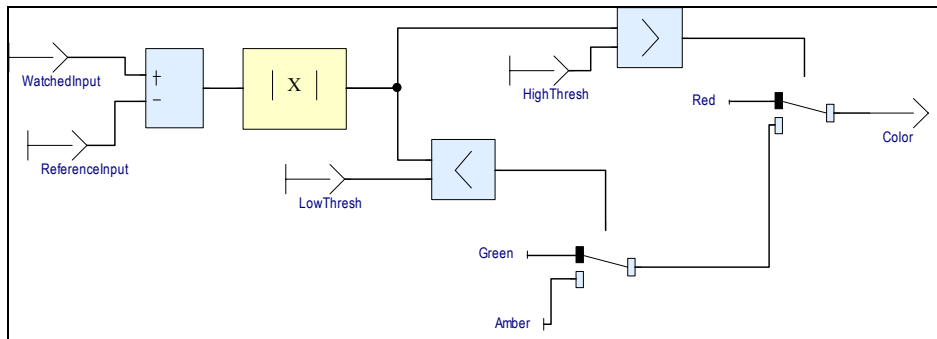 WatchedInput
+
−
ReferenceInput
| X |
HighThresh
>
Red
Color
LowThresh
<
Green
Amber